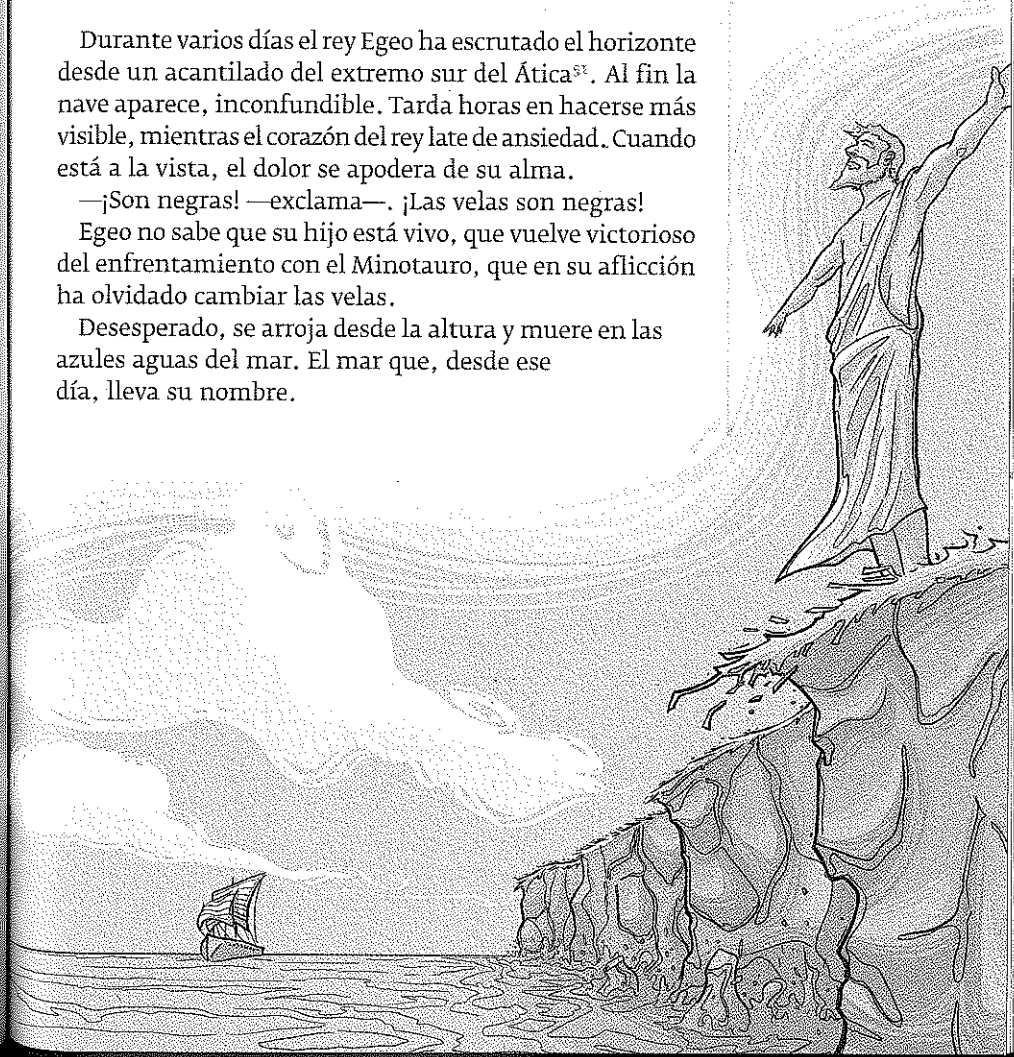 Durante varios días el rey Egeo ha escrutado el horizonte
desde un acantilado del extremo sur del Ática⁵¹. Al fin la
nave aparece, inconfundible. Tarda horas en hacerse más
visible, mientras el corazón del rey late de ansiedad. Cuando
está a la vista, el dolor se apodera de su alma.
—¡Son negras! —exclama—. ¡Las velas son negras!
Egeo no sabe que su hijo está vivo, que vuelve victorioso
del enfrentamiento con el Minotauro, que en su aflicción
ha olvidado cambiar las velas.
Desesperado, se arroja desde la altura y muere en las
azules aguas del mar. El mar que, desde ese
día, lleva su nombre.